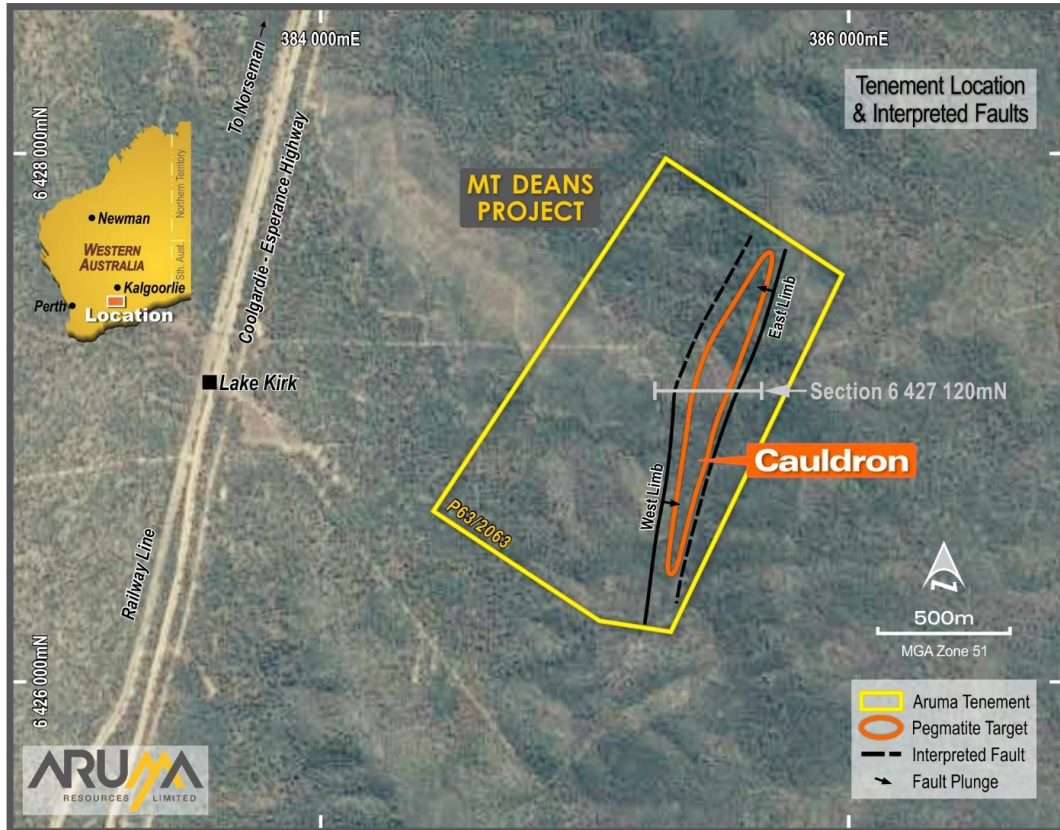 384 000mE
386 000mE
6 428 000mN
6 426 000mN
Tenement Location
& Interpreted Faults
To Norseman
Coolgardie - Esperance Highway
MT DEANS
PROJECT
Northern Territory
Sth. Aust.
Newman
WESTERN
AUSTRALIA
Kalgoorlie
Perth
Location
Lake Kirk
East Limb
Section 6 427 120mN
Cauldron
West Limb
P63/2063
Railway Line
N
500m
MGA Zone 51
Aruma Tenement
Pegmatite Target
Interpreted Fault
Fault Plunge
ARUMA
RESOURCES LIMITED